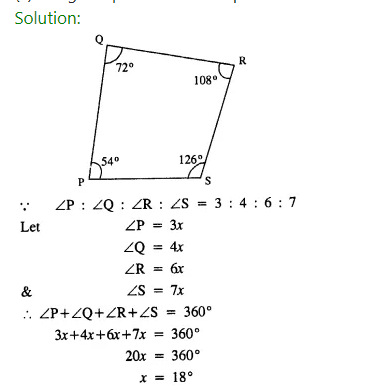 Solution:
Q
72°
R
108°
54°
126°
P
S
∵ ∠P : ∠Q : ∠R : ∠S = 3 : 4 : 6 : 7
Let ∠P = 3x
∠Q = 4x
∠R = 6x
& ∠S = 7x
∴ ∠P+∠Q+∠R+∠S = 360°
3x+4x+6x+7x = 360°
20x = 360°
x = 18°